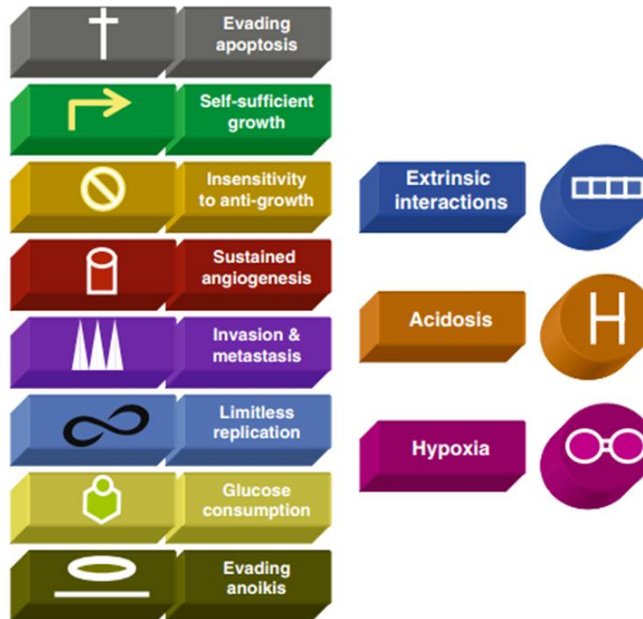 Evading
apoptosis
Self-sufficient
growth
Insensitivity
to anti-growth
Sustained
angiogenesis
Invasion &
metastasis
Limitless
replication
Glucose
consumption
Evading
anoikis
Extrinsic
interactions
Acidosis
H
Hypoxia